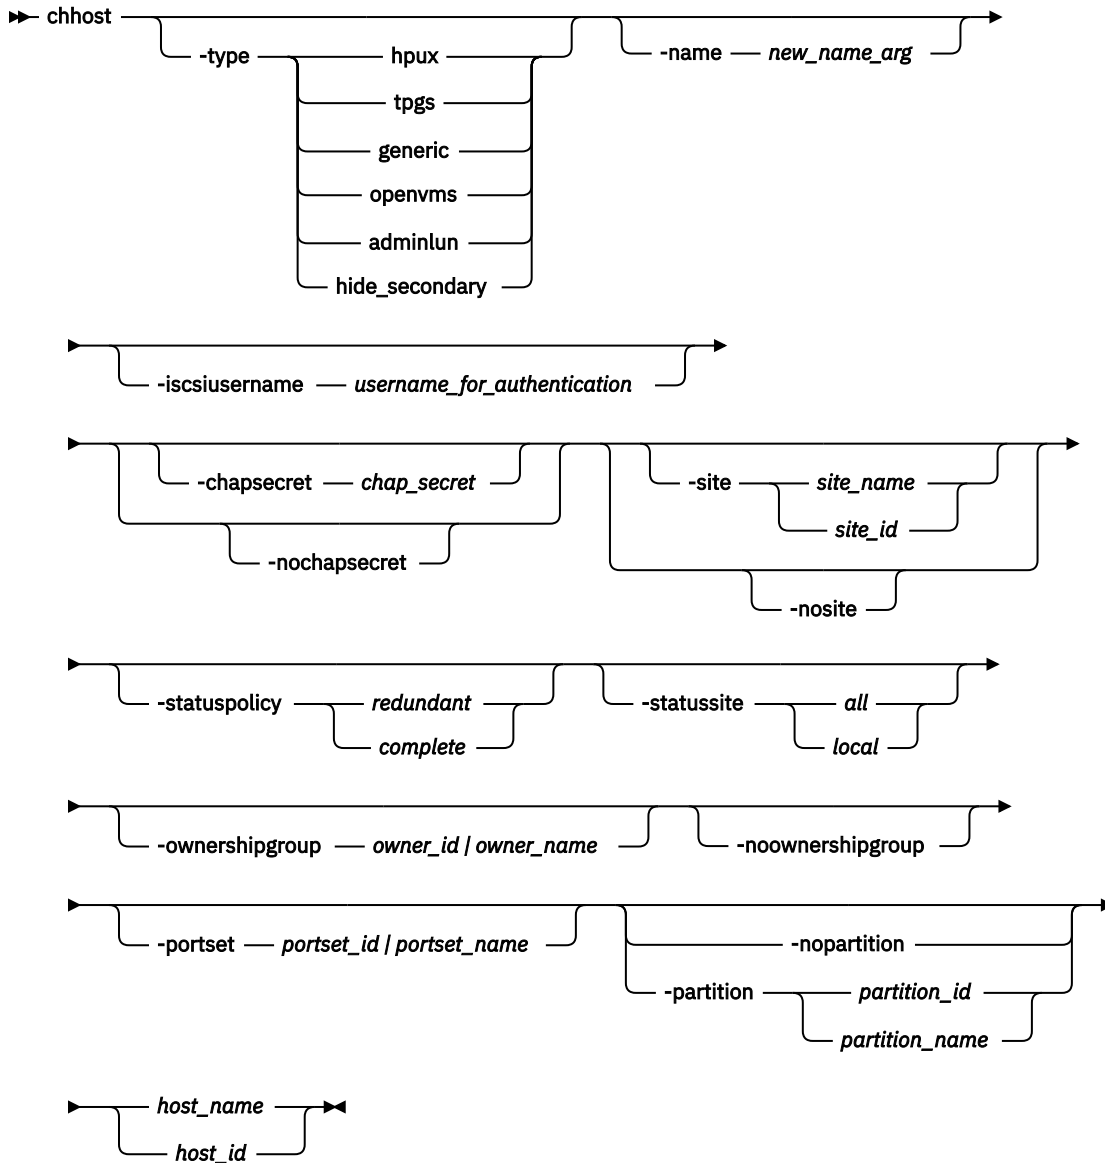 chhost
-type hpux -name new_name_arg
tpgs
generic
openvms
adminlun
hide_secondary
-iscsiusername username_for_authentication
-chapsecret chap_secret -site site_name
site_id
-nochapsecret
-nosite
-statuspolicy redundant -statussite all
complete local
-ownershipgroup owner_id / owner_name -noownershipgroup
-portset portset_id / portset_name -nopartition
-partition partition_id
partition_name
host_name
host_id